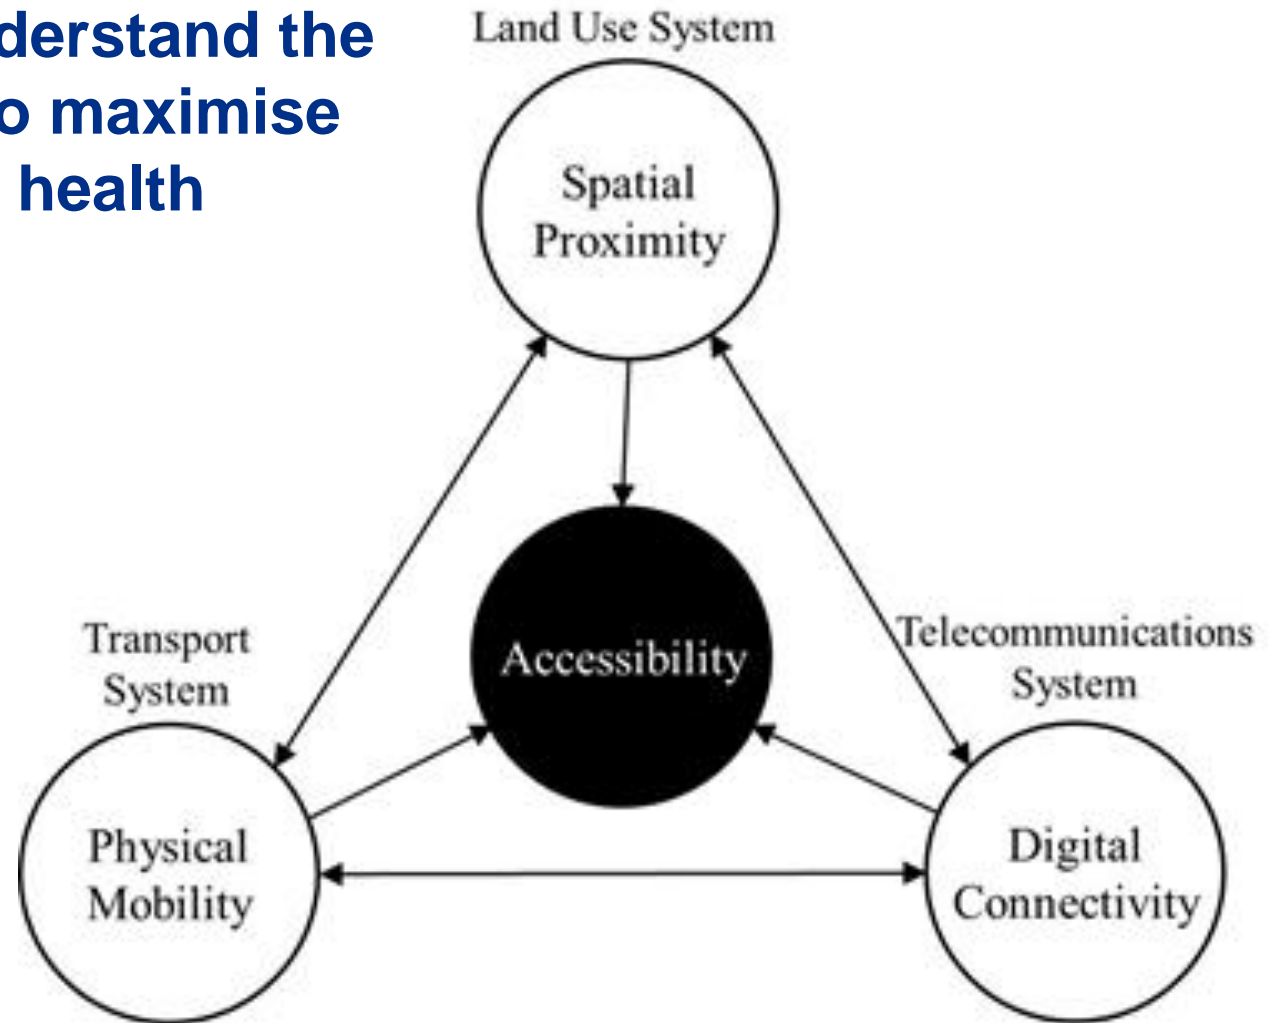 derstand the
o maximise
health
Land Use System
Spatial
Proximity
Accessibility
Transport
System
Physical
Mobility
Telecommunications
System
Digital
Connectivity